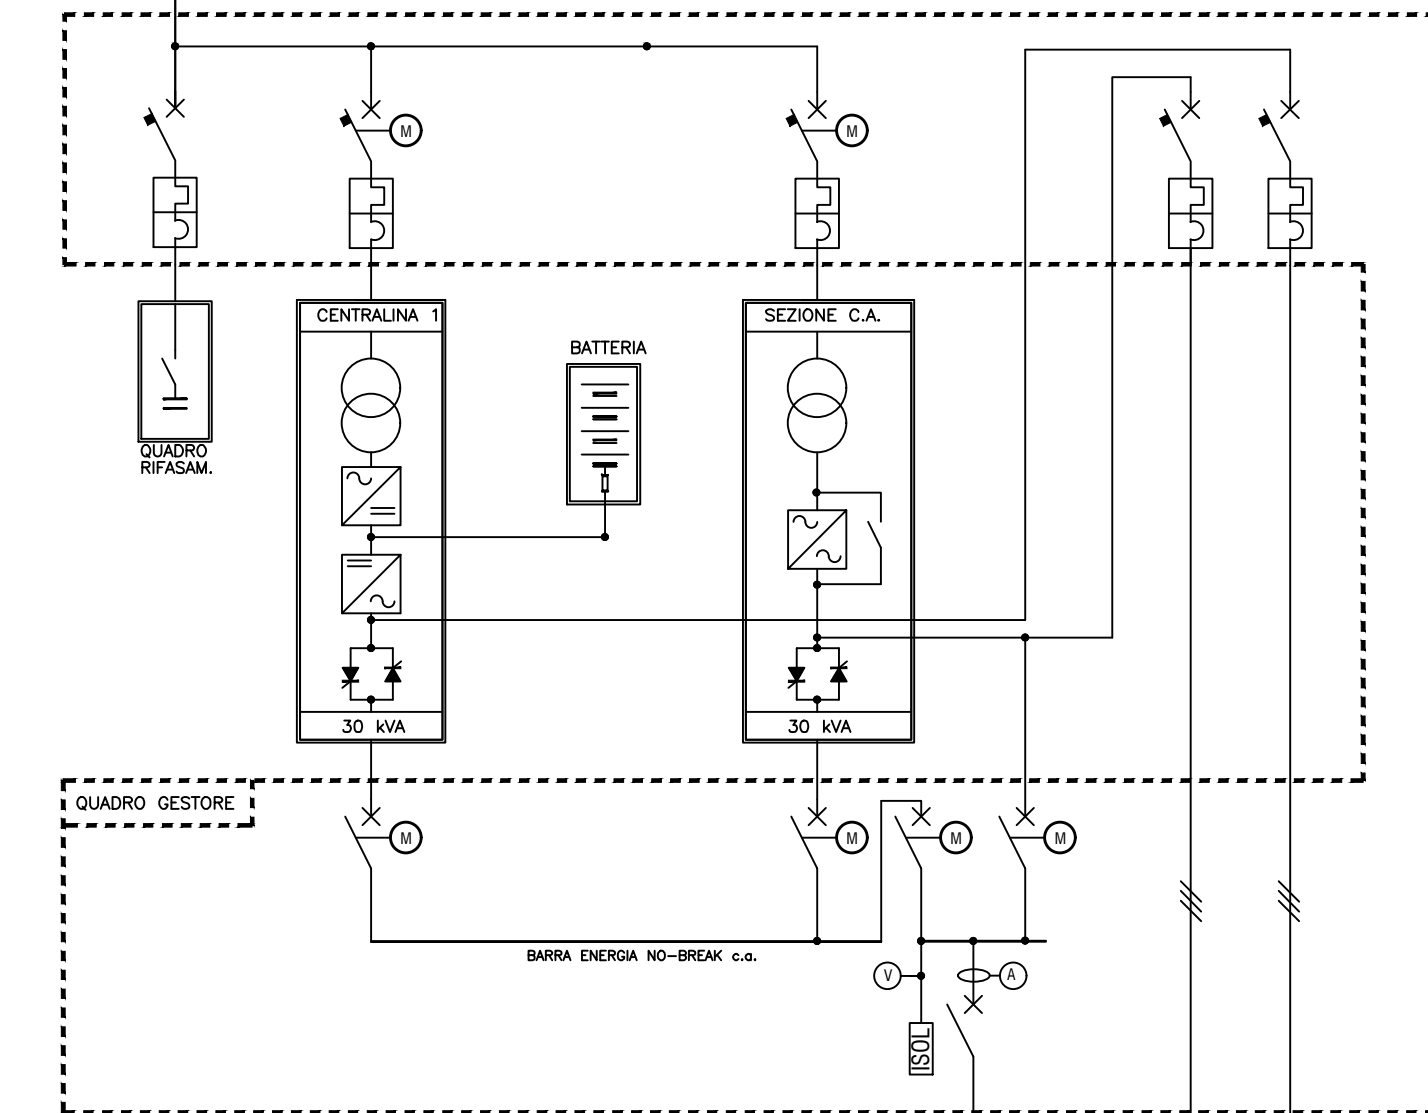 M
M
CENTRALINA 1
SEZIONE C.A.
BATTERIA
QUADRO
RIFASAM.
30 kVA
30 kVA
QUADRO GESTORE
M
M
M
M
BARRA ENERGIA NO-BREAK c.a.
V
A
ISOL